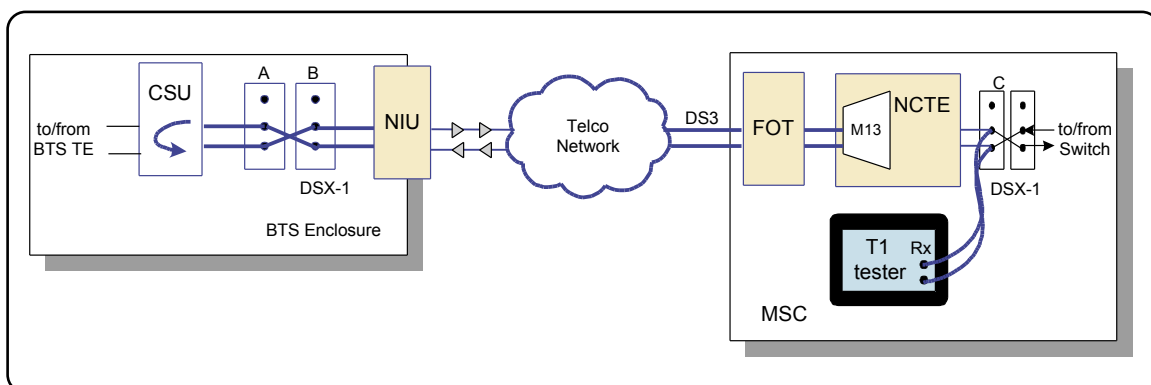 A
B
CSU
to/from
BTS TE
NIU
DSX-1
BTS Enclosure
Telco
Network
DS3
FOT
M13
NCTE
C
to/from
Switch
DSX-1
T1
tester
Rx
MSC